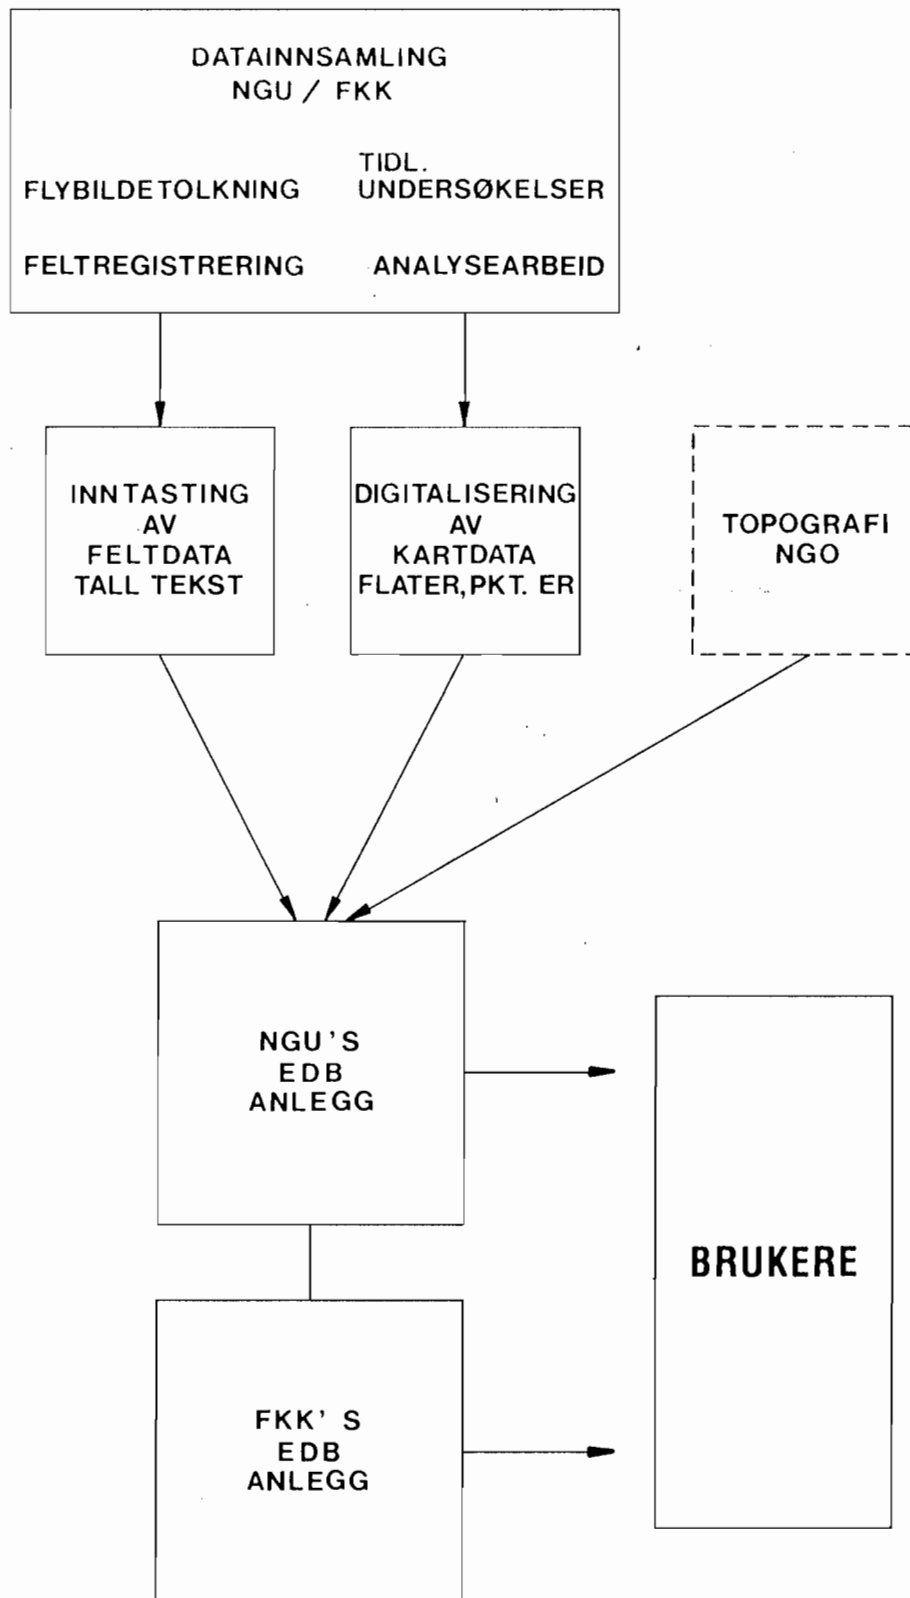 DATAINNSAMLING
NGU / FKK
FLYBILDETOLKNING
TIDL.
UNDERSØKELSER
FELTREGISTRERING
ANALYSEARBEID
INNTASTING
AV
FELTDATA
TALL TEKST
DIGITALISERING
AV
KARTDATA
FLATER, PKT. ER
TOPOGRAFI
NGO
NGU'S
EDB
ANLEGG
BRUKERE
FKK'S
EDB
ANLEGG